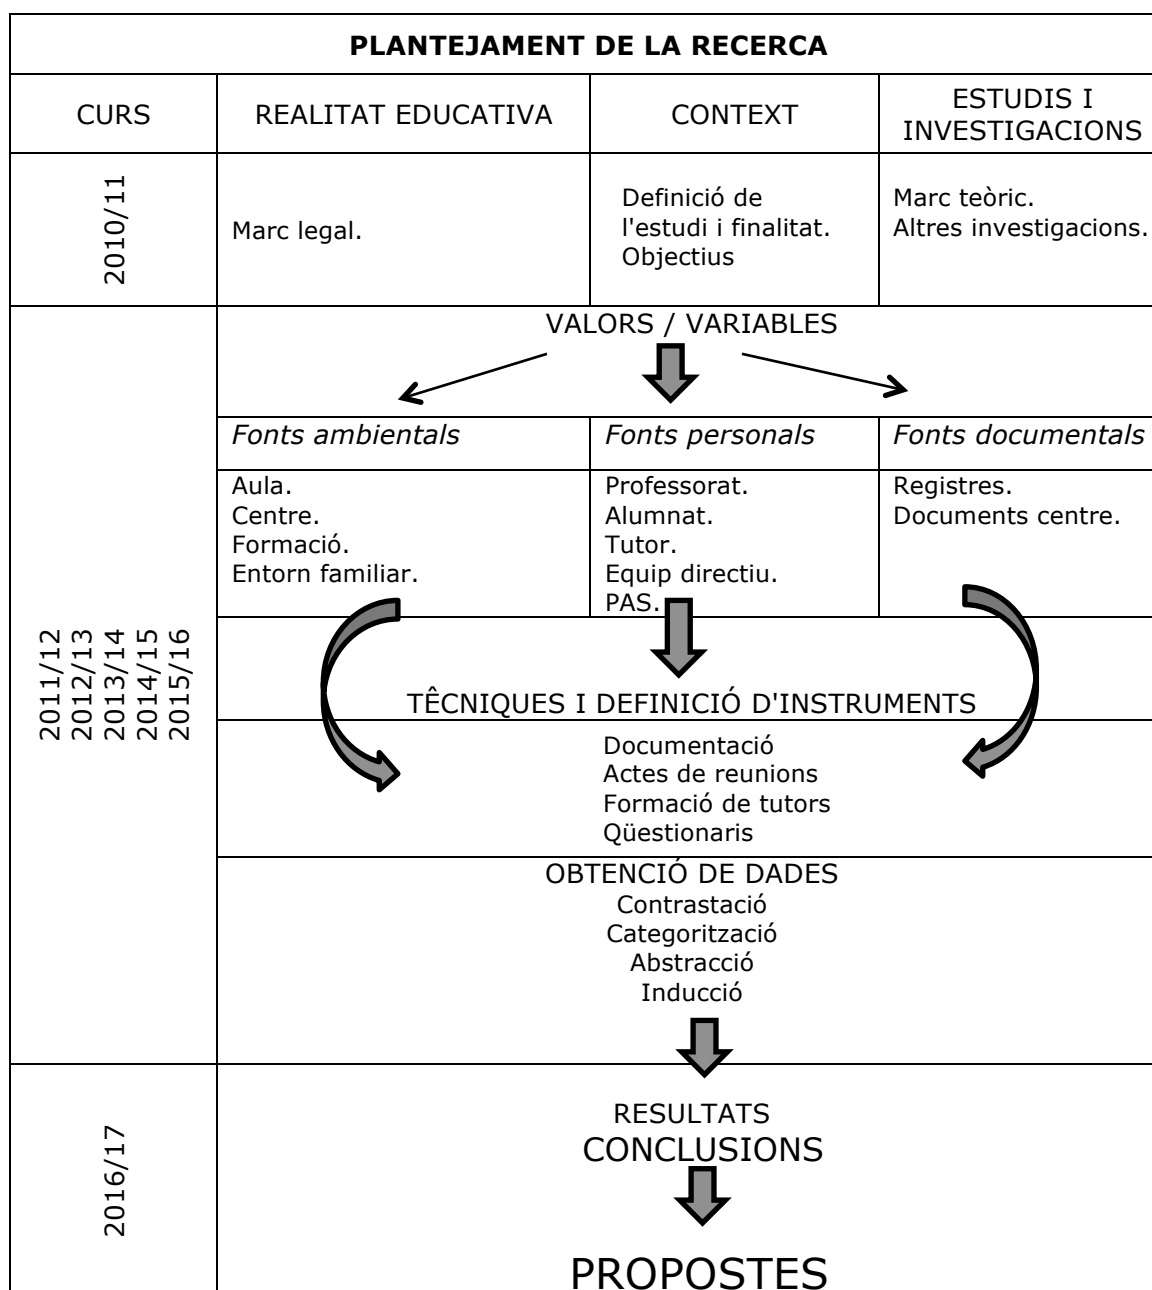 PLANTEJAMENT DE LA RECERCA
CURS
REALITAT EDUCATIVA
CONTEXT
ESTUDIS I
INVESTIGACIONS
2010/11
Marc legal.
Definició de
l'estudi i finalitat.
Objectius
Marc teòric.
Altres investigacions.
2011/12
2012/13
2013/14
2014/15
2015/16
VALORS / VARIABLES
Fonts ambientals
Fonts personals
Fonts documentals
Aula.
Centre.
Formació.
Entorn familiar.
Professorat.
Alumnat.
Tutor.
Equip directiu.
PAS.
Registres.
Documents centre.
TÊCNIQUES I DEFINICIÓ D'INSTRUMENTS
Documentació
Actes de reunions
Formació de tutors
Qüestionaris
OBTENCIÓ DE DADES
Contrastació
Categorització
Abstracció
Inducció
2016/17
RESULTATS
CONCLUSIONS
PROPOSTES